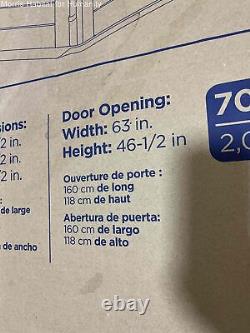 Morris Habitat for Humanity
Door Opening:
Width: 63 in.
Height: 46-1/2 in
Ouverture de porte :
160 cm de long
118 cm de haut
Abertura de puerta:
160 cm de largo
118 cm de alto
70
2,0
sions:
/2 in.
/2 in.
/2 in.
de large
de ancho